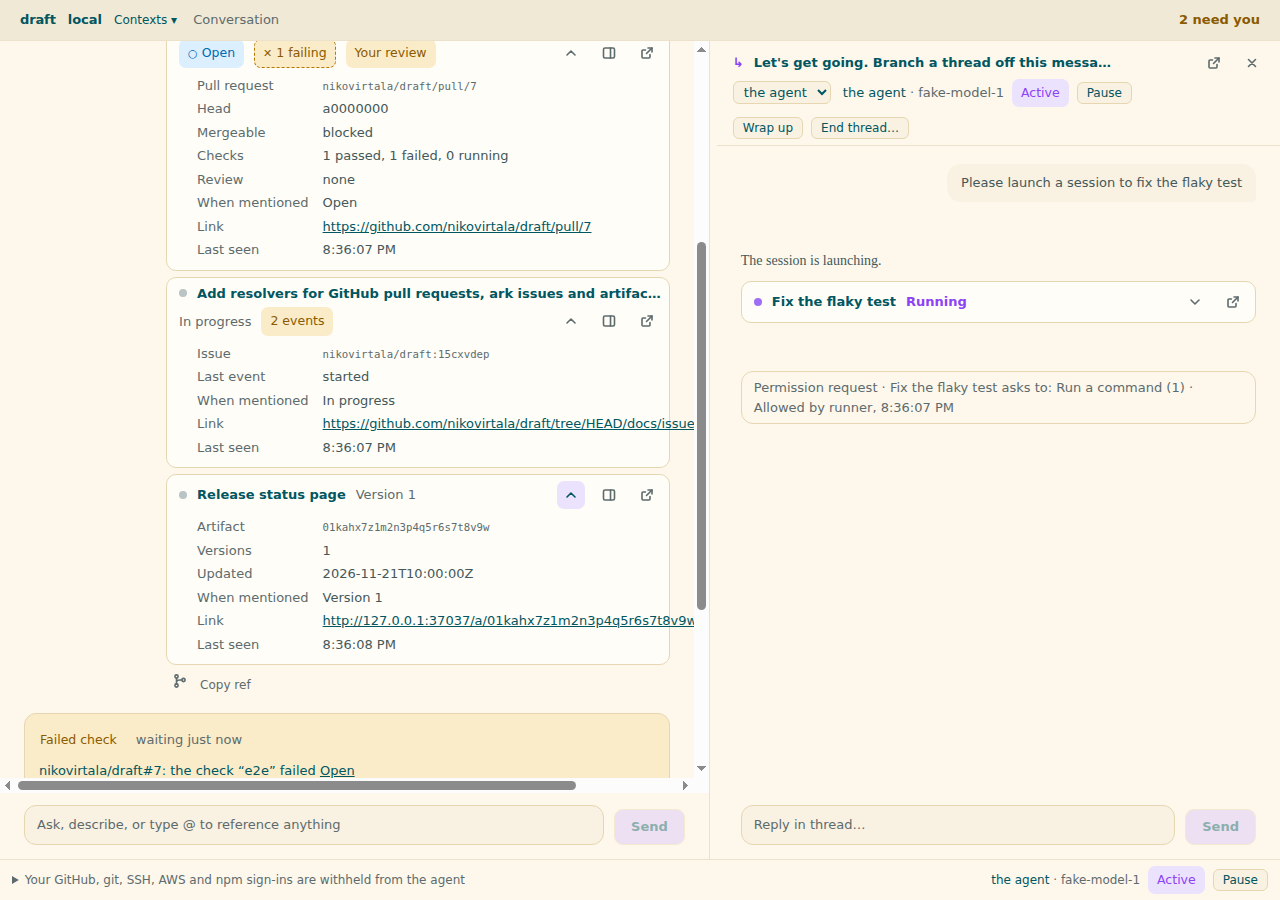 draft local Contexts ▾ Conversation
2 need you
○ Open ✕ 1 failing Your review
Pull request nikovirtala/draft/pull/7
Head a0000000
Mergeable blocked
Checks 1 passed, 1 failed, 0 running
Review none
When mentioned Open
Link https://github.com/nikovirtala/draft/pull/7
Last seen 8:36:07 PM
Add resolvers for GitHub pull requests, ark issues and artifac…
In progress 2 events
Issue nikovirtala/draft:15cxvdep
Last event started
When mentioned In progress
Link https://github.com/nikovirtala/draft/tree/HEAD/docs/issue
Last seen 8:36:07 PM
Release status page Version 1
Artifact 01kahx7z1m2n3p4q5r6s7t8v9w
Versions 1
Updated 2026-11-21T10:00:00Z
When mentioned Version 1
Link http://127.0.0.1:37037/a/01kahx7z1m2n3p4q5r6s7t8v9w
Last seen 8:36:08 PM
Copy ref
Failed check waiting just now
nikovirtala/draft#7: the check “e2e” failed Open
Ask, describe, or type @ to reference anything
Send
↳ Let's get going. Branch a thread off this messa…
the agent the agent · fake-model-1 Active Pause
Wrap up End thread…
Please launch a session to fix the flaky test
The session is launching.
Fix the flaky test Running
Permission request · Fix the flaky test asks to: Run a command (1) ·
Allowed by runner, 8:36:07 PM
Reply in thread…
Send
▶ Your GitHub, git, SSH, AWS and npm sign-ins are withheld from the agent
the agent · fake-model-1 Active Pause